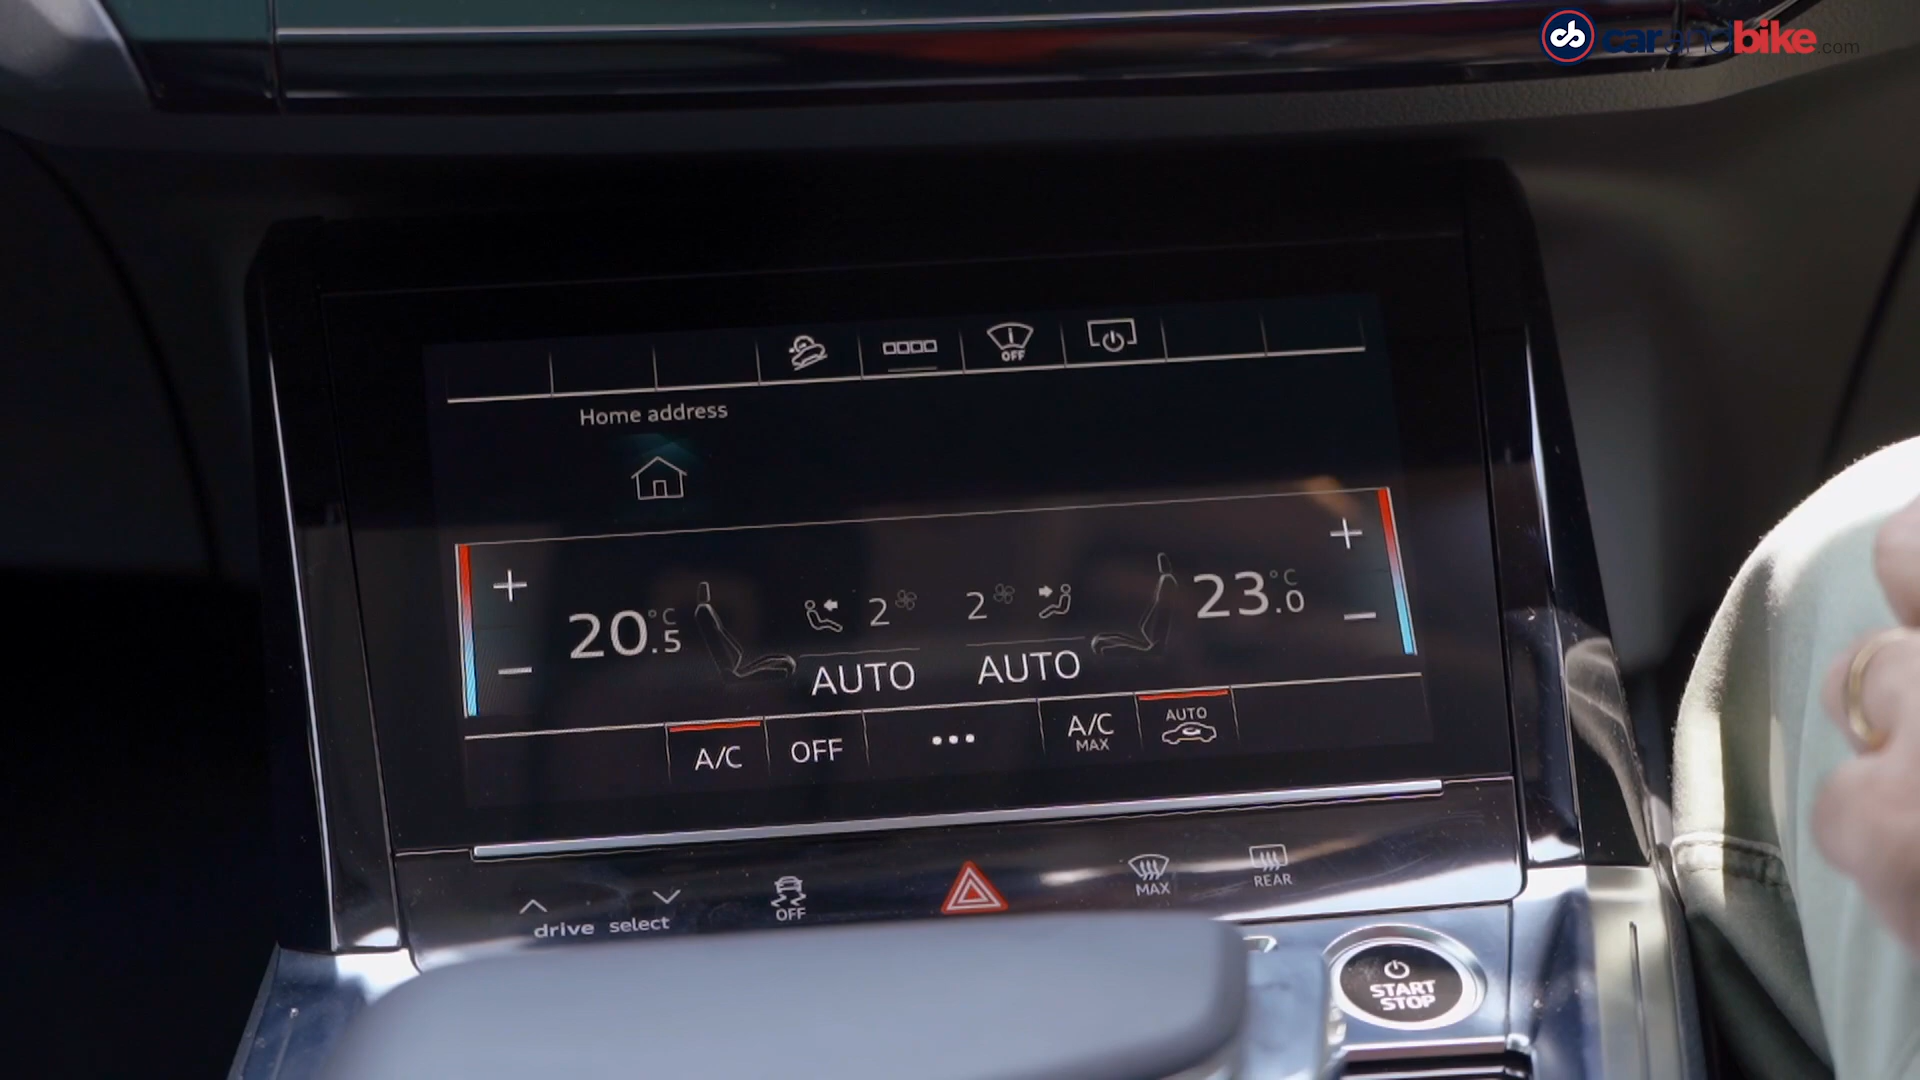 carandbike.com
OFF
Home address
20.5°C
2
2
23.0°C
AUTO
AUTO
A/C
OFF
A/C
MAX
AUTO
drive select
OFF
MAX
REAR
START
STOP